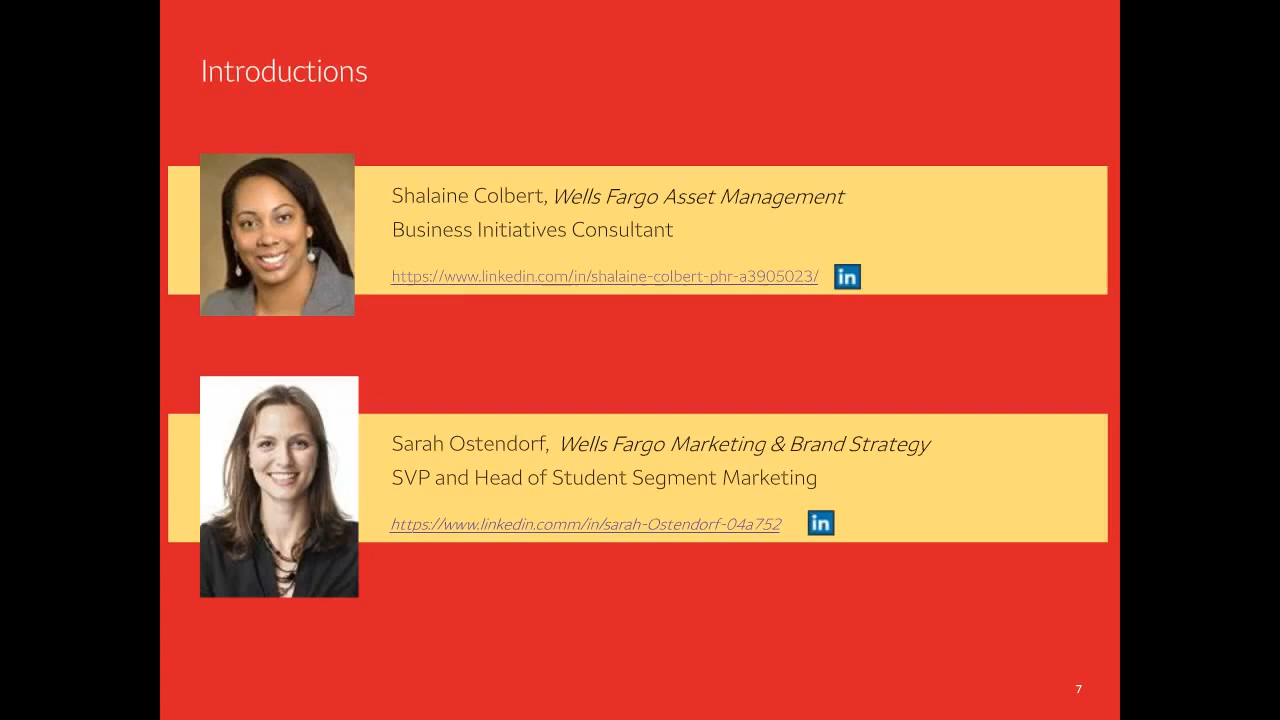 Introductions
Shalaine Colbert, Wells Fargo Asset Management
Business Initiatives Consultant
https://www.linkedin.com/in/shalaine-colbert-phr-a3905023/ in
Sarah Ostendorf, Wells Fargo Marketing & Brand Strategy
SVP and Head of Student Segment Marketing
https://www.linkedin.comm/in/sarah-Ostendorf-04a752 in
7